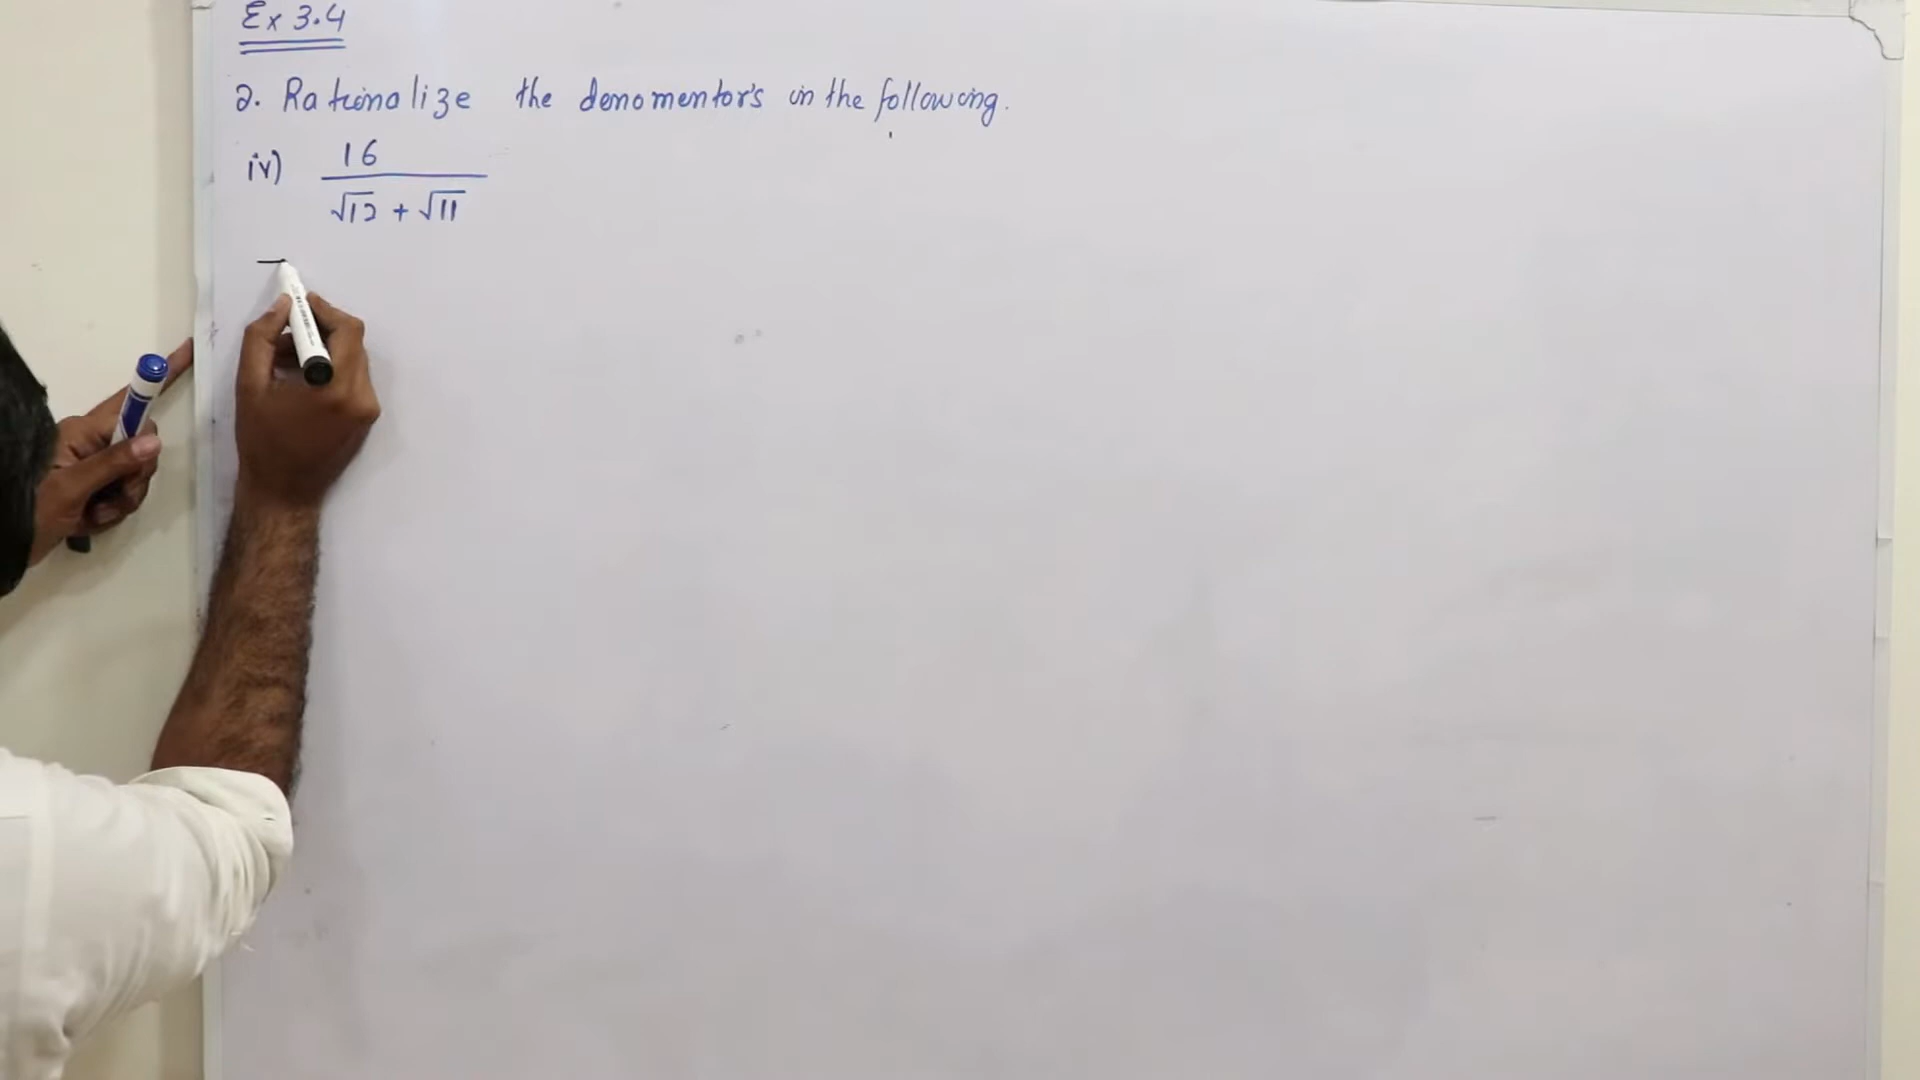 Ex 3.4
2. Rationalize the denomentor's in the following.
iv) 16
√12 + √11